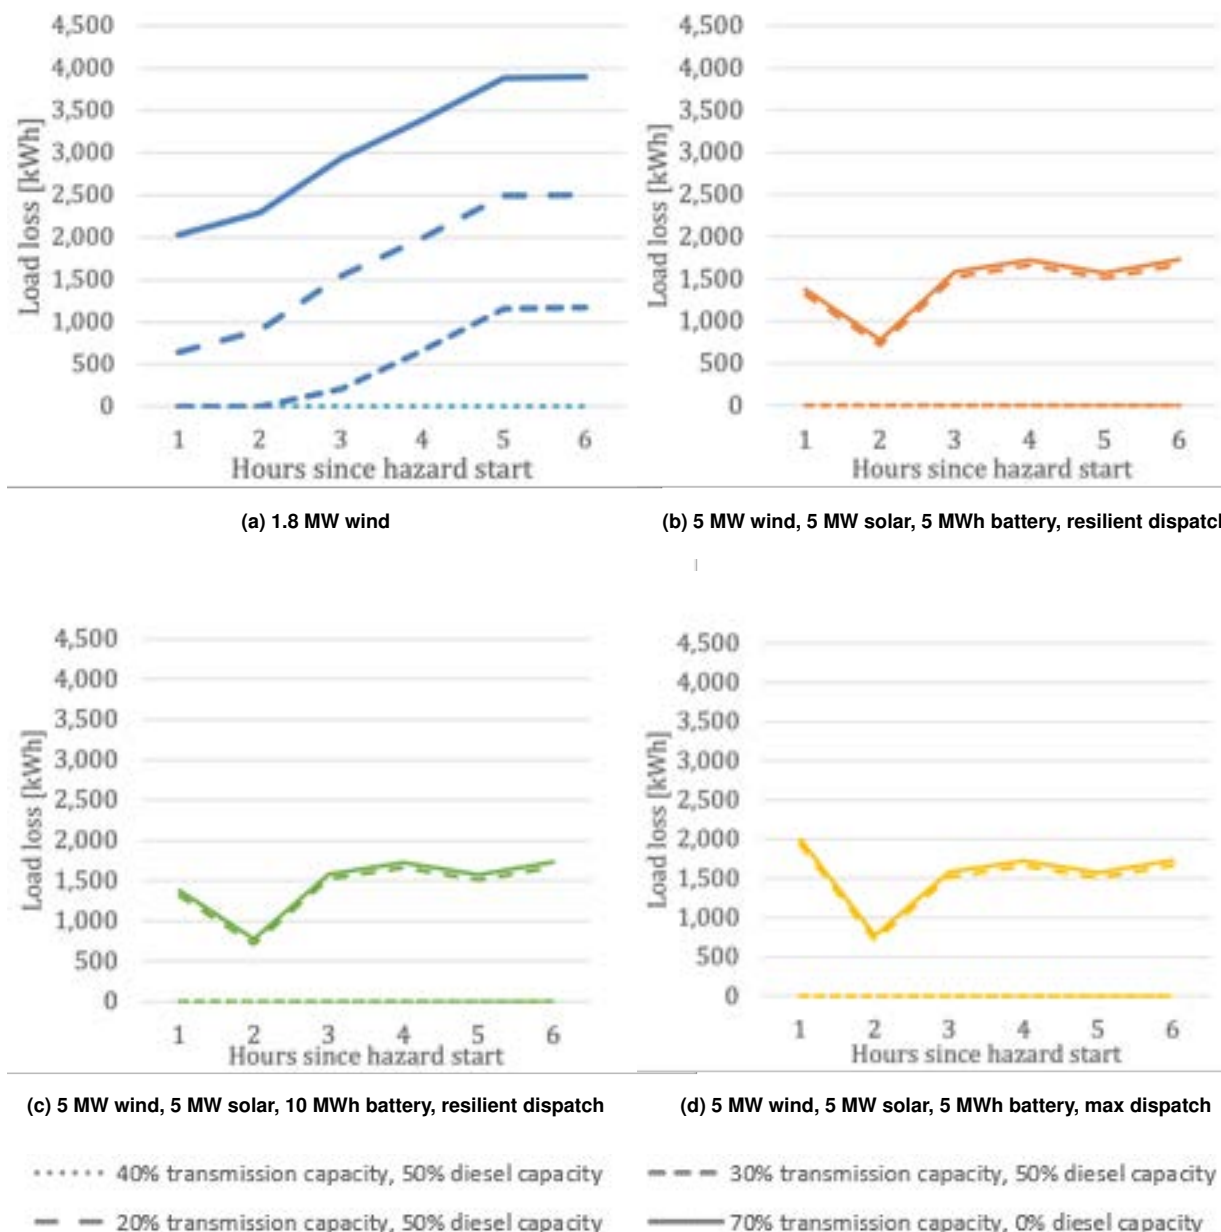 4,500
4,000
3,500
3,000
2,500
2,000
1,500
1,000
500
0
Load loss [kWh]
1 2 3 4 5 6
Hours since hazard start
(a) 1.8 MW wind
4,500
4,000
3,500
3,000
2,500
2,000
1,500
1,000
500
0
Load loss [kWh]
1 2 3 4 5 6
Hours since hazard start
(b) 5 MW wind, 5 MW solar, 5 MWh battery, resilient dispatch
4,500
4,000
3,500
3,000
2,500
2,000
1,500
1,000
500
0
Load loss [kWh]
1 2 3 4 5 6
Hours since hazard start
(c) 5 MW wind, 5 MW solar, 10 MWh battery, resilient dispatch
4,500
4,000
3,500
3,000
2,500
2,000
1,500
1,000
500
0
Load loss [kWh]
1 2 3 4 5 6
Hours since hazard start
(d) 5 MW wind, 5 MW solar, 5 MWh battery, max dispatch
40% transmission capacity, 50% diesel capacity
30% transmission capacity, 50% diesel capacity
20% transmission capacity, 50% diesel capacity
70% transmission capacity, 0% diesel capacity